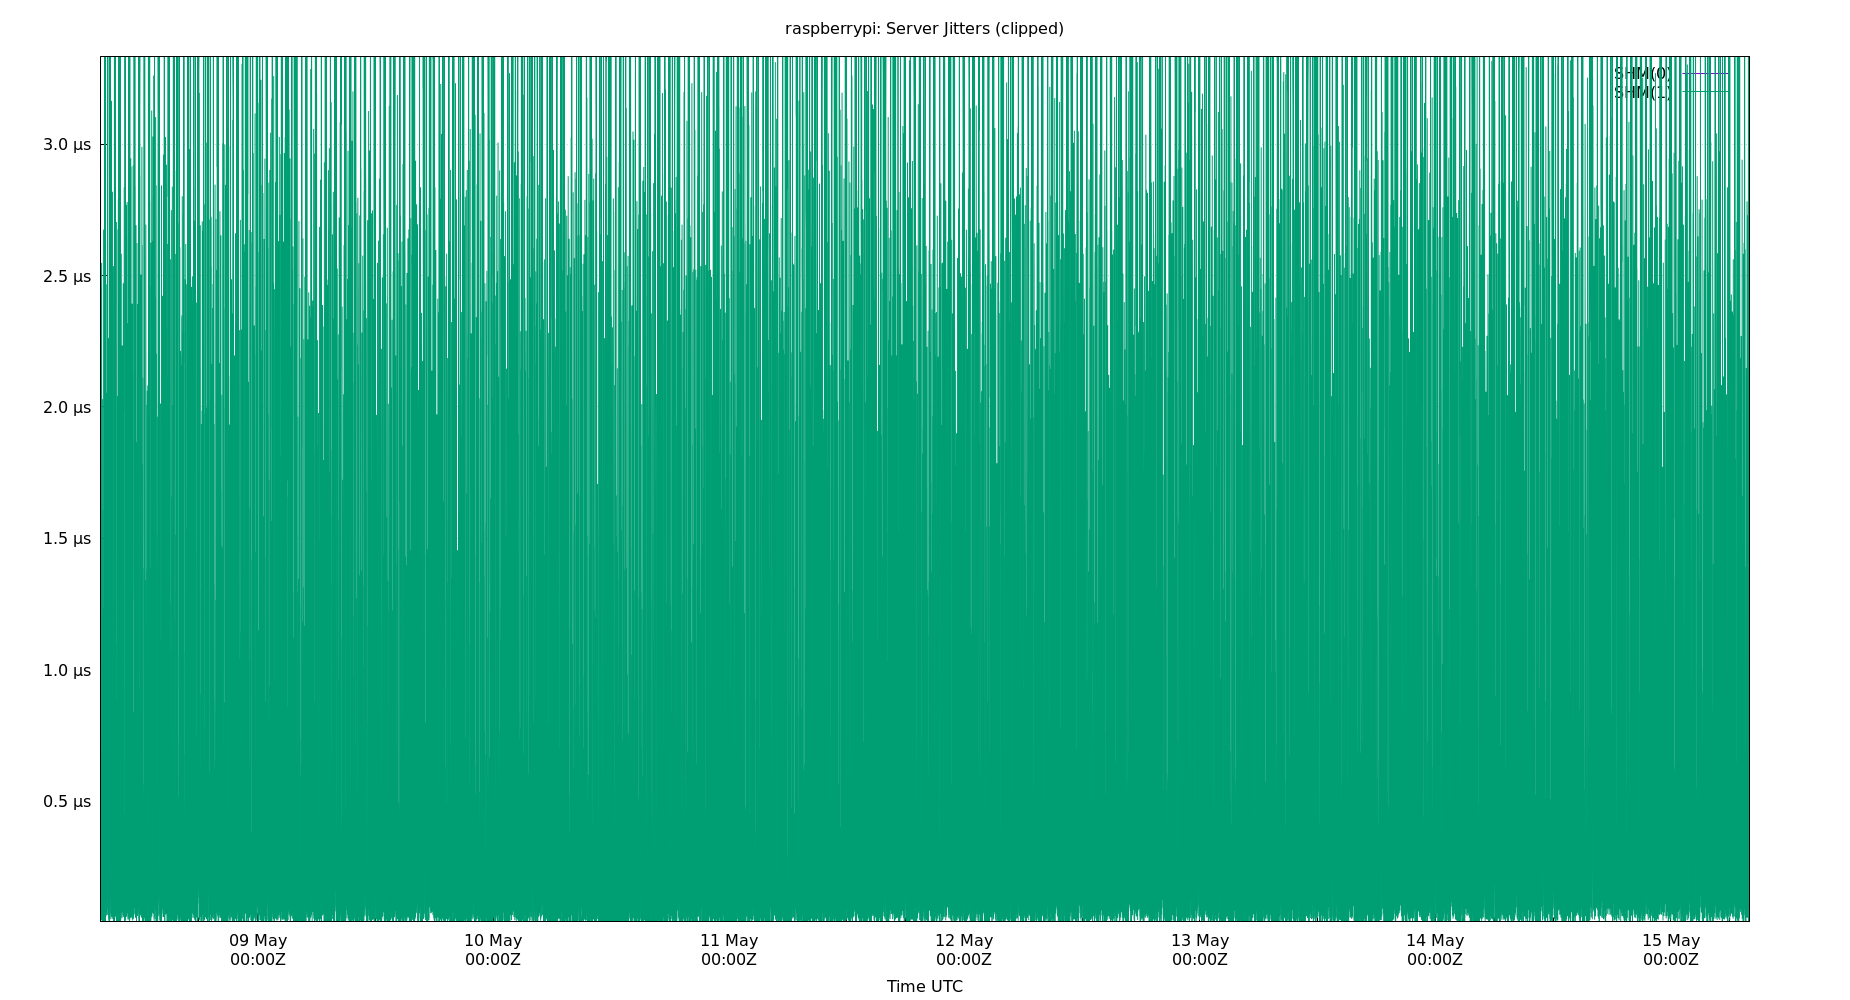 raspberrypi: Server Jitters (clipped)
SHM(0)
SHM(1)
3.0 µs
2.5 µs
2.0 µs
1.5 µs
1.0 µs
0.5 µs
09 May 10 May 11 May 12 May 13 May 14 May 15 May
00:00Z 00:00Z 00:00Z 00:00Z 00:00Z 00:00Z 00:00Z
Time UTC